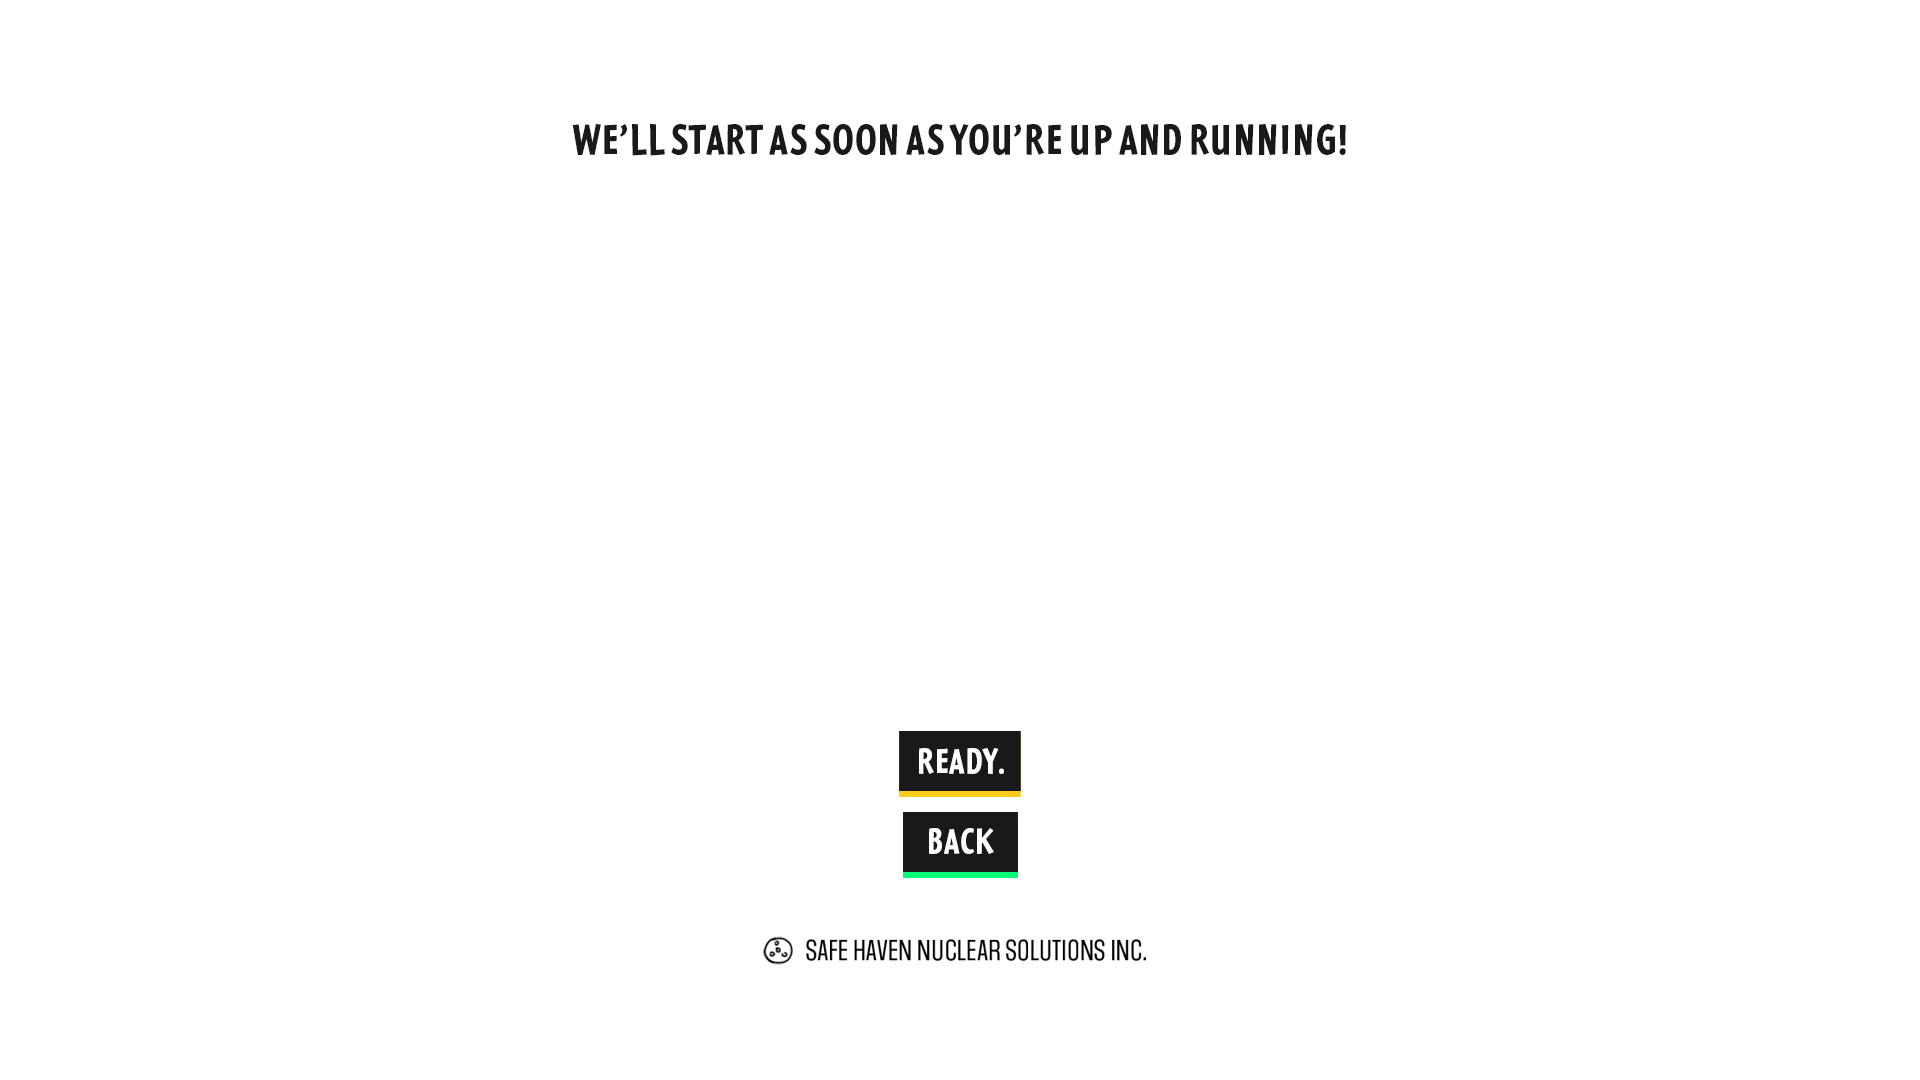 WE’LL START AS SOON AS YOU’RE UP AND RUNNING!
READY.
BACK
SAFE HAVEN NUCLEAR SOLUTIONS INC.